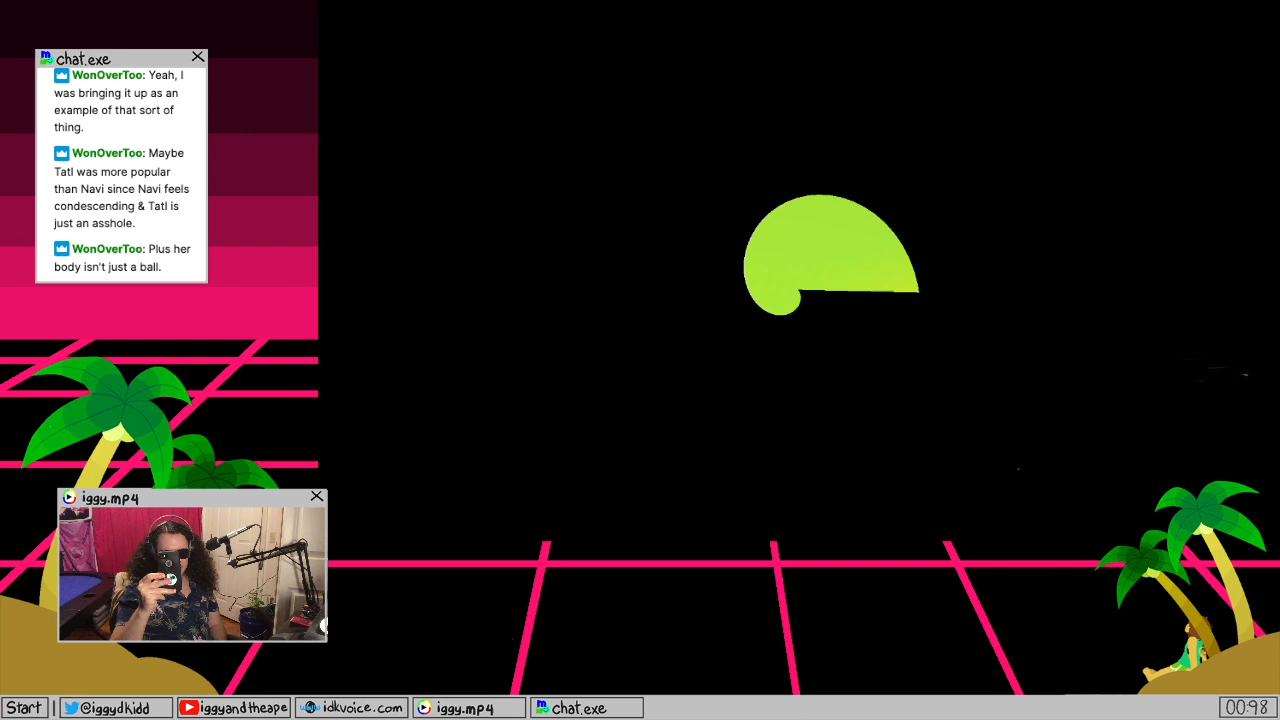 chat.exe
WonOverToo: Yeah, I
was bringing it up as an
example of that sort of
thing.
WonOverToo: Maybe
Tatl was more popular
than Navi since Navi feels
condescending & Tatl is
just an asshole.
WonOverToo: Plus her
body isn't just a ball.
iggy.mp4
Start | @iggydkidd iggyandtheape idkvoice.com iggy.mp4 chat.exe 00:98